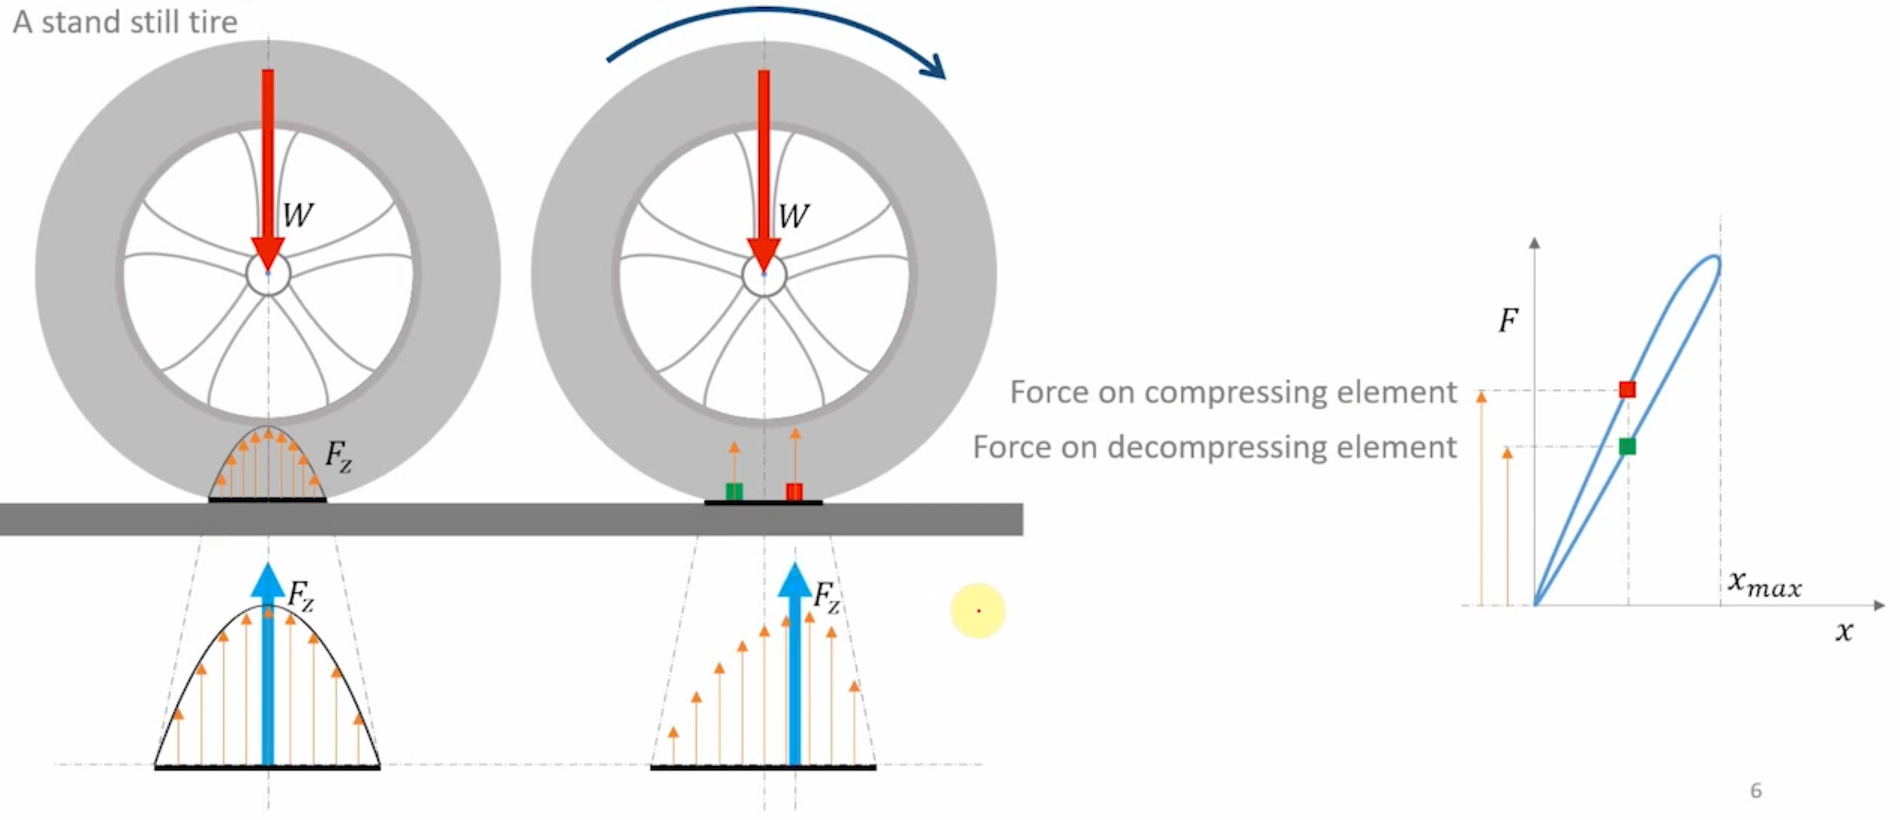 A stand still tire
W
W
F_z
F
Force on compressing element
Force on decompressing element
F_z
F_z
x_max
x
6